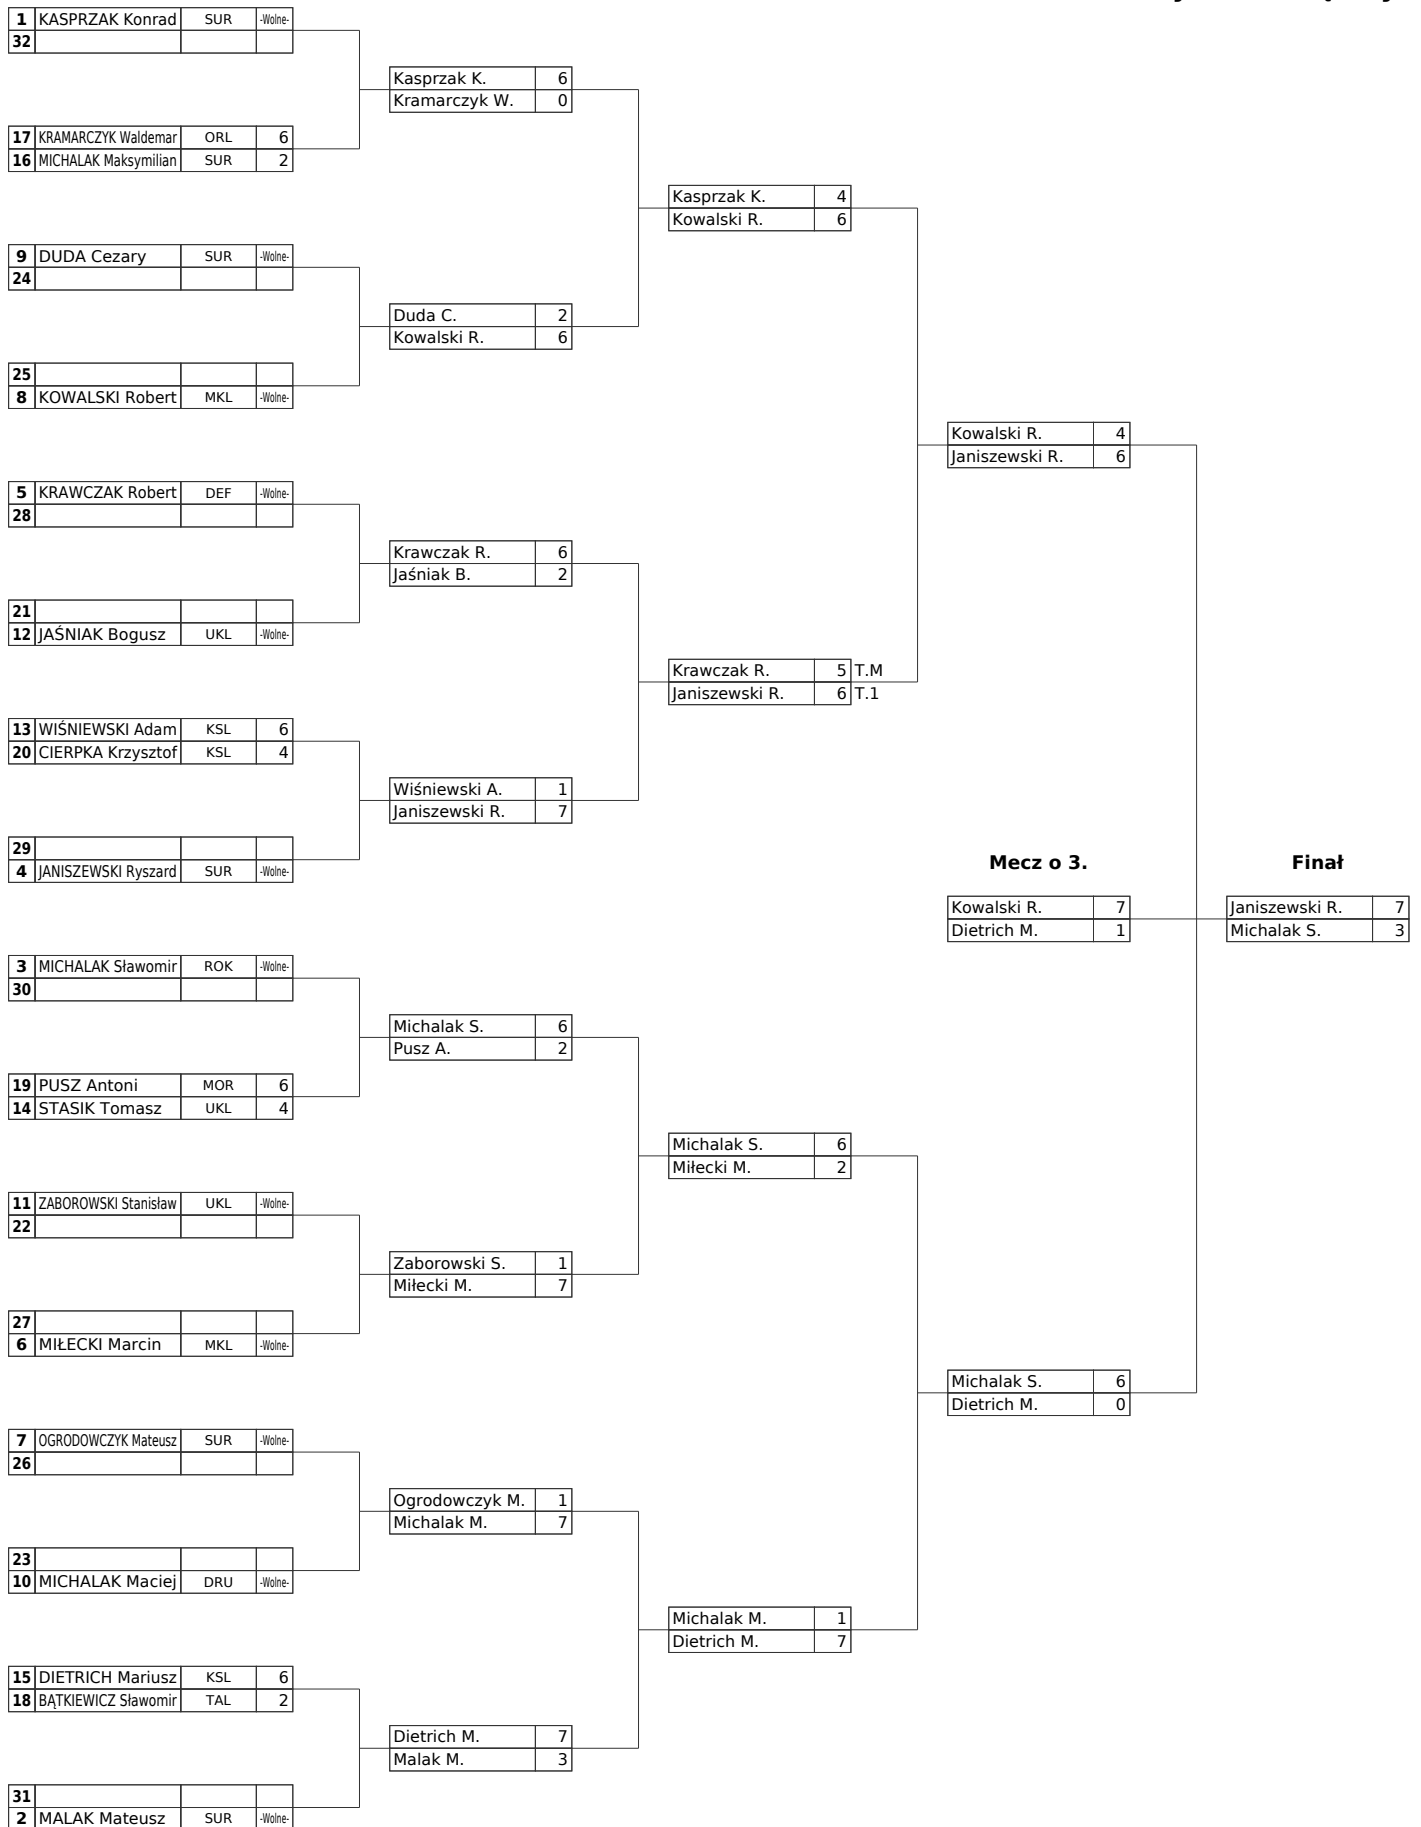 1 KASPRZAK Konrad SUR -Wolne-
32
Kasprzak K. 6
Kramarczyk W. 0
17 KRAMARCZYK Waldemar ORL 6
16 MICHALAK Maksymilian SUR 2
Kasprzak K. 4
Kowalski R. 6
9 DUDA Cezary SUR -Wolne-
24
Duda C. 2
Kowalski R. 6
25
8 KOWALSKI Robert MKL -Wolne-
Kowalski R. 4
Janiszewski R. 6
5 KRAWCZAK Robert DEF -Wolne-
28
Krawczak R. 6
Jaśniak B. 2
21
12 JAŚNIAK Bogusz UKL -Wolne-
Krawczak R. 5 T.M
Janiszewski R. 6 T.1
13 WIŚNIEWSKI Adam KSL 6
20 CIERPKA Krzysztof KSL 4
Wiśniewski A. 1
Janiszewski R. 7
29
4 JANISZEWSKI Ryszard SUR -Wolne-
Mecz o 3. Finał
Kowalski R. 7 Janiszewski R. 7
Dietrich M. 1 Michalak S. 3
3 MICHALAK Sławomir ROK -Wolne-
30
Michalak S. 6
Pusz A. 2
19 PUSZ Antoni MOR 6
14 STASIK Tomasz UKL 4
Michalak S. 6
Miłecki M. 2
11 ZABOROWSKI Stanisław UKL -Wolne-
22
Zaborowski S. 1
Miłecki M. 7
27
6 MIŁECKI Marcin MKL -Wolne-
Michalak S. 6
Dietrich M. 0
7 OGRODOWCZYK Mateusz SUR -Wolne-
26
Ogrodowczyk M. 1
Michalak M. 7
23
10 MICHALAK Maciej DRU -Wolne-
Michalak M. 1
Dietrich M. 7
15 DIETRICH Mariusz KSL 6
18 BĄTKIEWICZ Sławomir TAL 2
Dietrich M. 7
Malak M. 3
31
2 MALAK Mateusz SUR -Wolne-